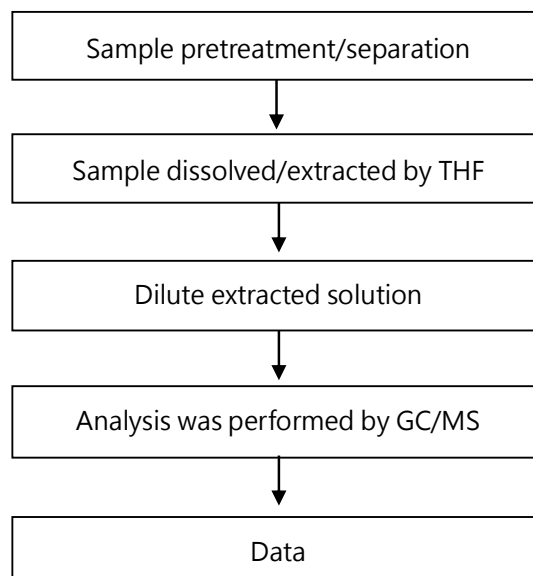 Sample pretreatment/separation
Sample dissolved/extracted by THF
Dilute extracted solution
Analysis was performed by GC/MS
Data